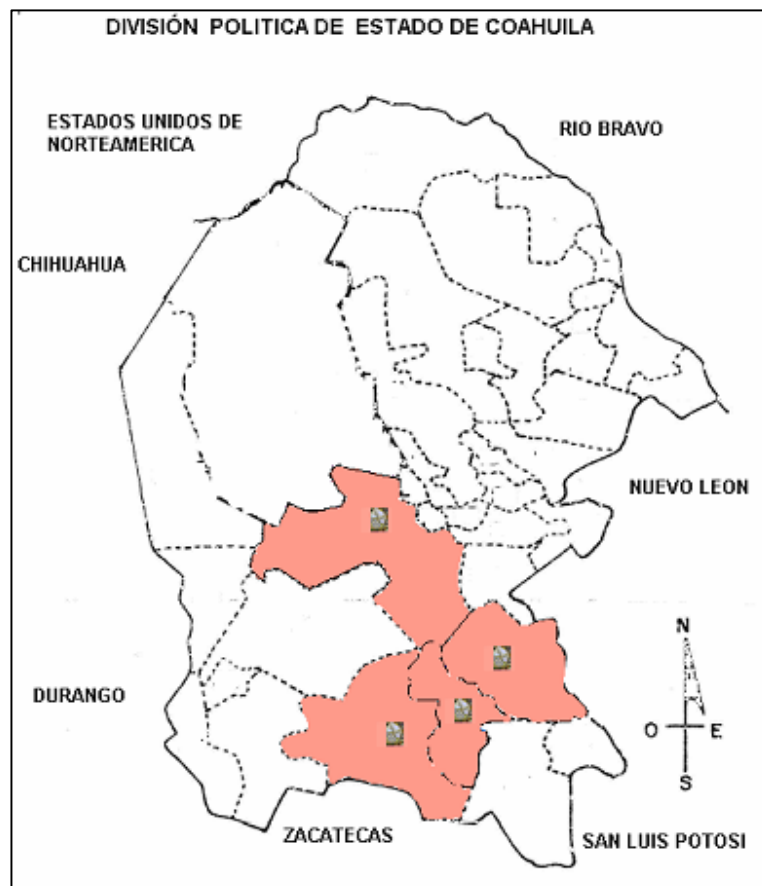 DIVISIÓN POLITICA DE ESTADO DE COAHUILA
ESTADOS UNIDOS DE
NORTEAMERICA
RIO BRAVO
CHIHUAHUA
NUEVO LEON
N
DURANGO
O E
S
ZACATECAS
SAN LUIS POTOSI